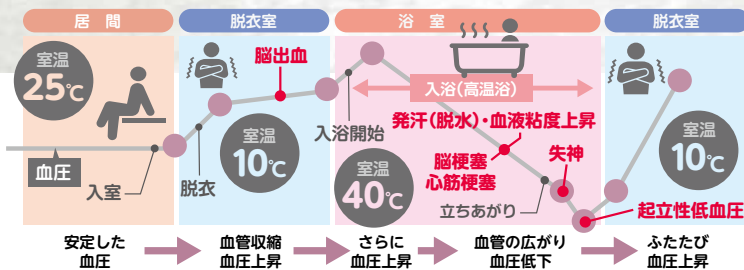 居間
脱衣室
浴室
脱衣室
室温
25℃
脳出血
入浴(高温浴)
発汗(脱水)・血液粘度上昇
入浴開始
室温
10℃
脳梗塞
心筋梗塞
失神
室温
40℃
室温
10℃
血圧
入室
脱衣
立ちあがり
起立性低血圧
安定した
血圧
血管収縮
血圧上昇
さらに
血圧上昇
血管の広がり
血圧低下
ふたたび
血圧上昇